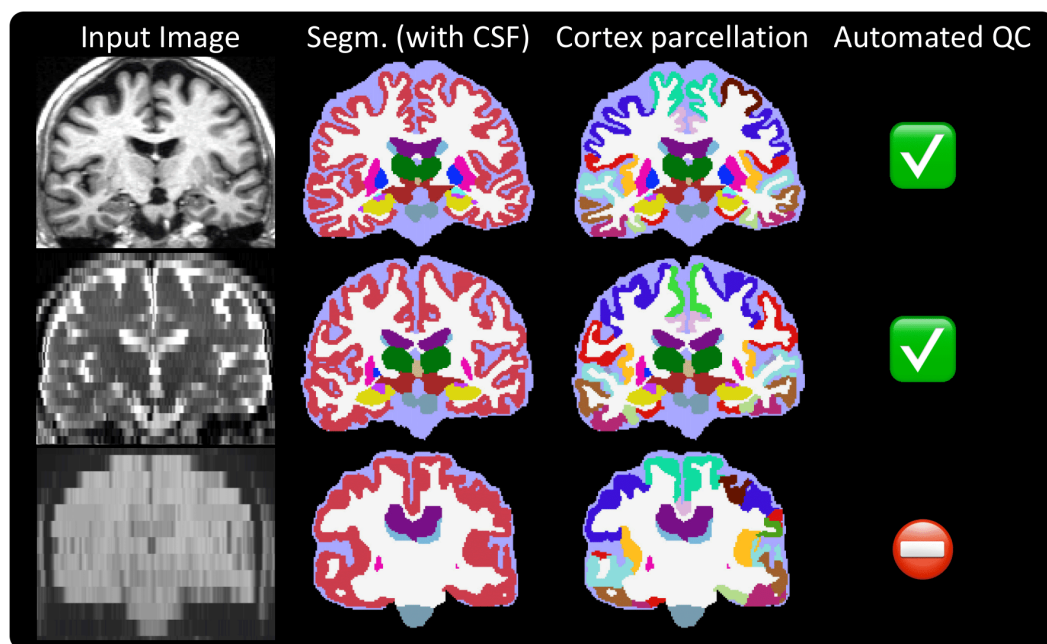 Input Image
Segm. (with CSF)
Cortex parcellation
Automated QC